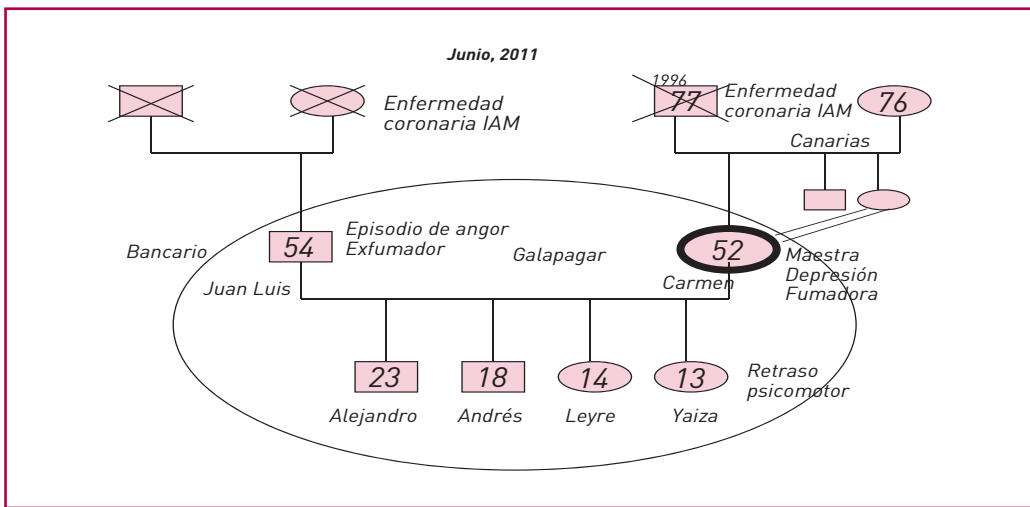 Junio, 2011
1996
77
Enfermedad
coronaria IAM
76
Enfermedad
coronaria IAM
Canarias
Bancario
54
Episodio de angor
Exfumador
Galapagar
52
Maestra
Depresión
Fumadora
Juan Luis
Carmen
23
18
14
13
Retraso
psicomotor
Alejandro
Andrés
Leyre
Yaiza